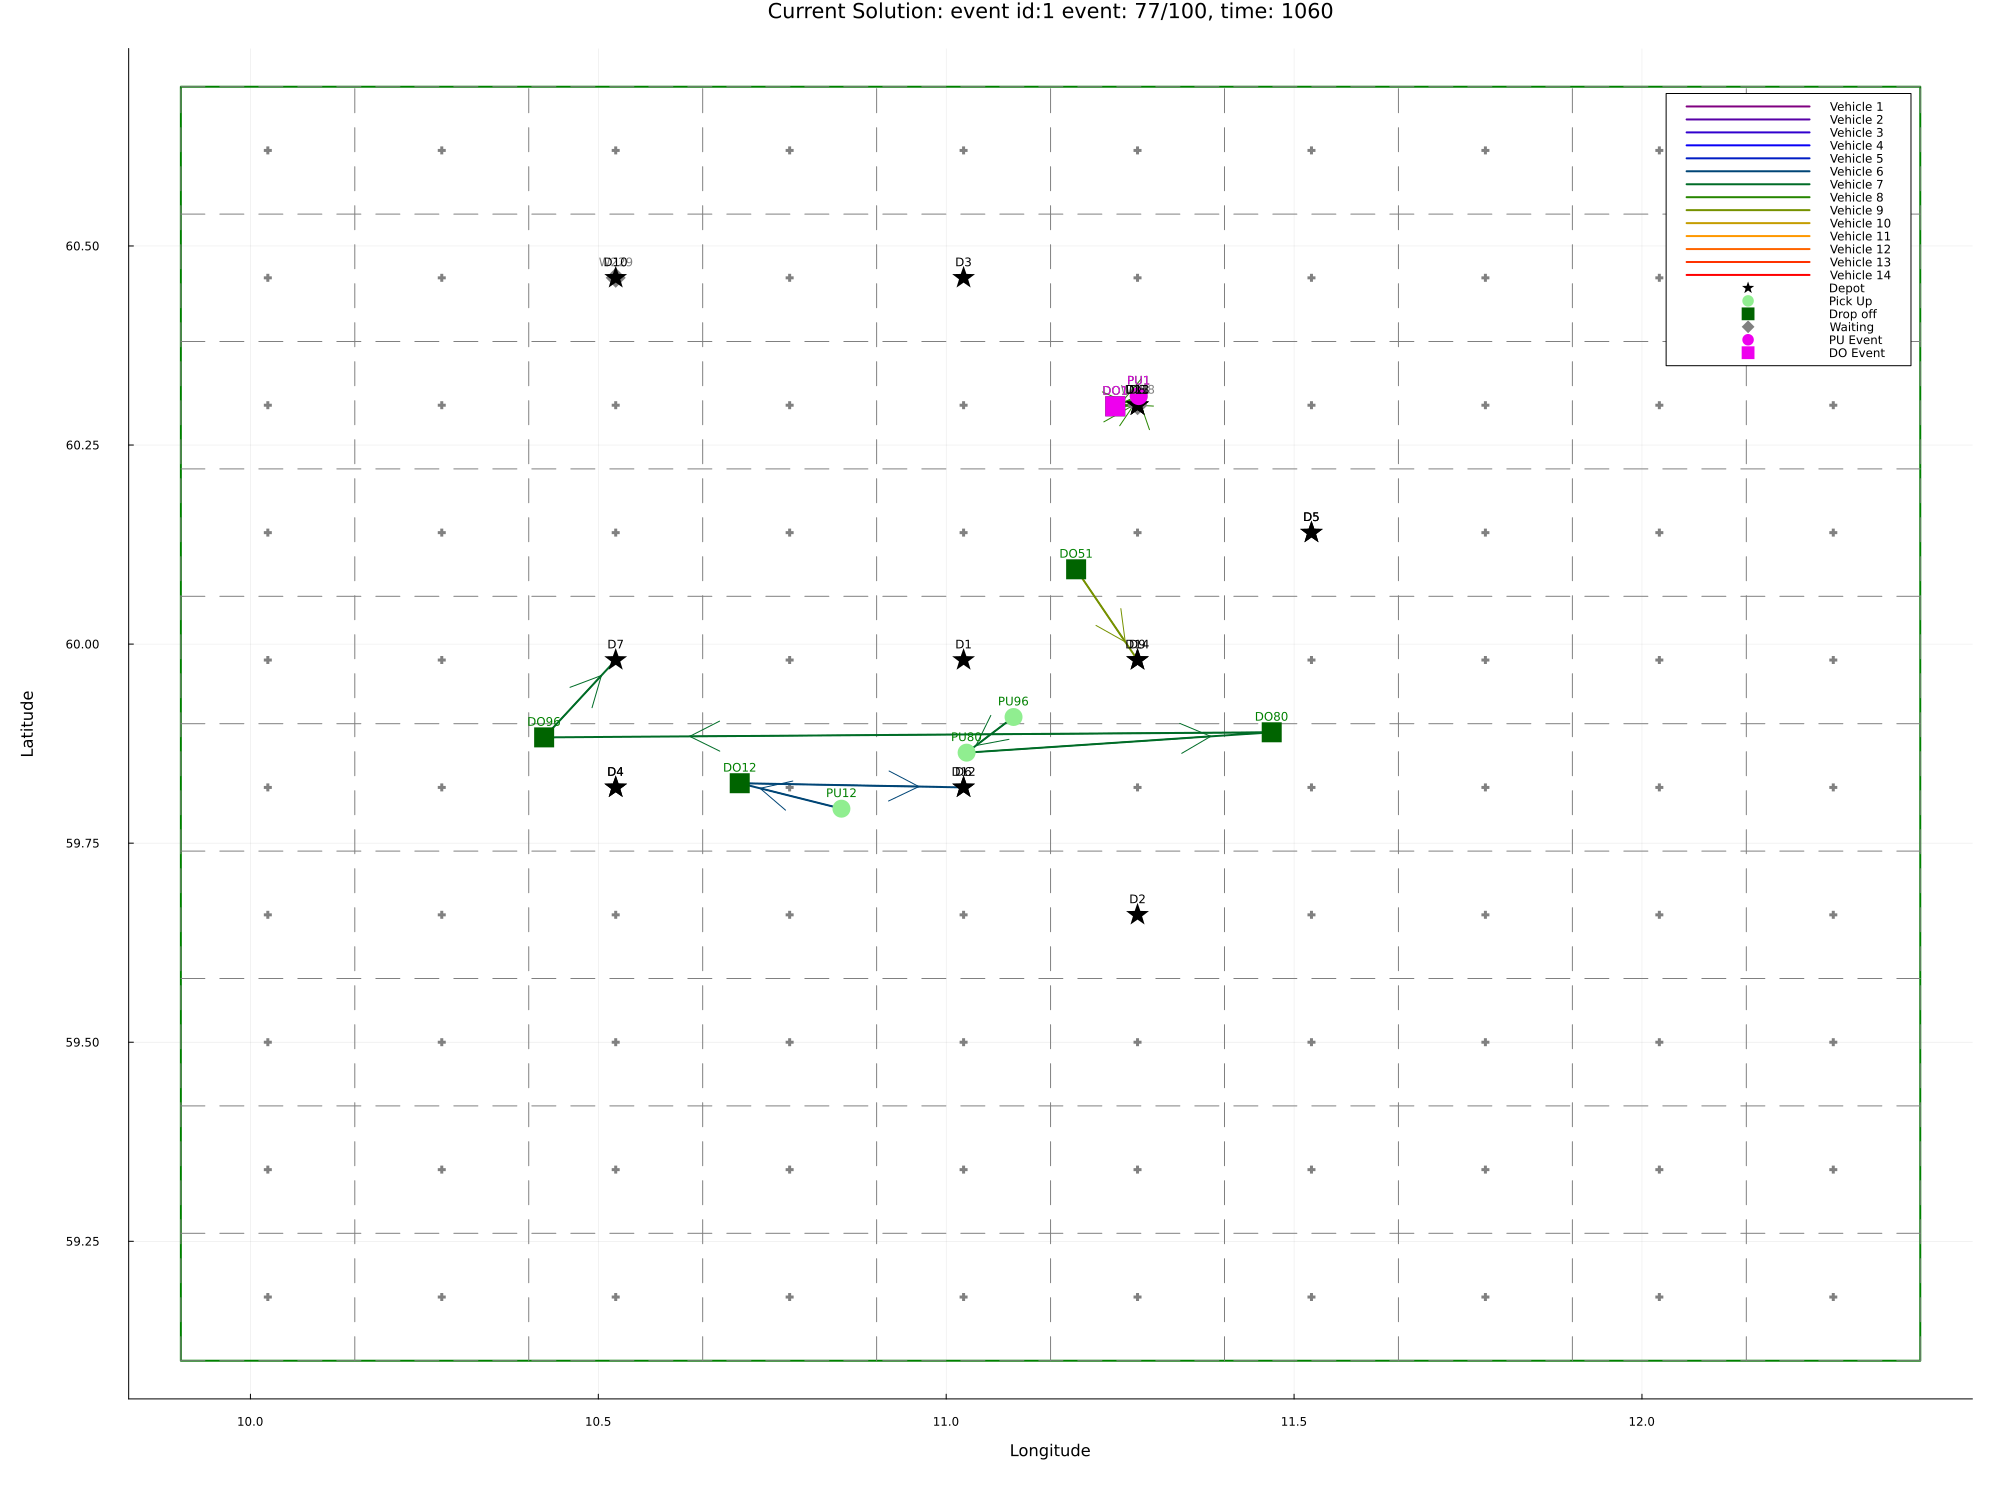 Current Solution: event id:1 event: 77/100, time: 1060
Vehicle 1
Vehicle 2
Vehicle 3
Vehicle 4
Vehicle 5
Vehicle 6
Vehicle 7
Vehicle 8
Vehicle 9
Vehicle 10
Vehicle 11
Vehicle 12
Vehicle 13
Vehicle 14
Depot
Pick Up
Drop off
Waiting
PU Event
DO Event
60.50
60.25
60.00
59.75
59.50
59.25
Latitude
D10
D3
PU1
D5
DO51
D7
D1
PU96
DO96
DO80
PU80
D4
DO12
PU12
D2
10.0
10.5
11.0
11.5
12.0
Longitude